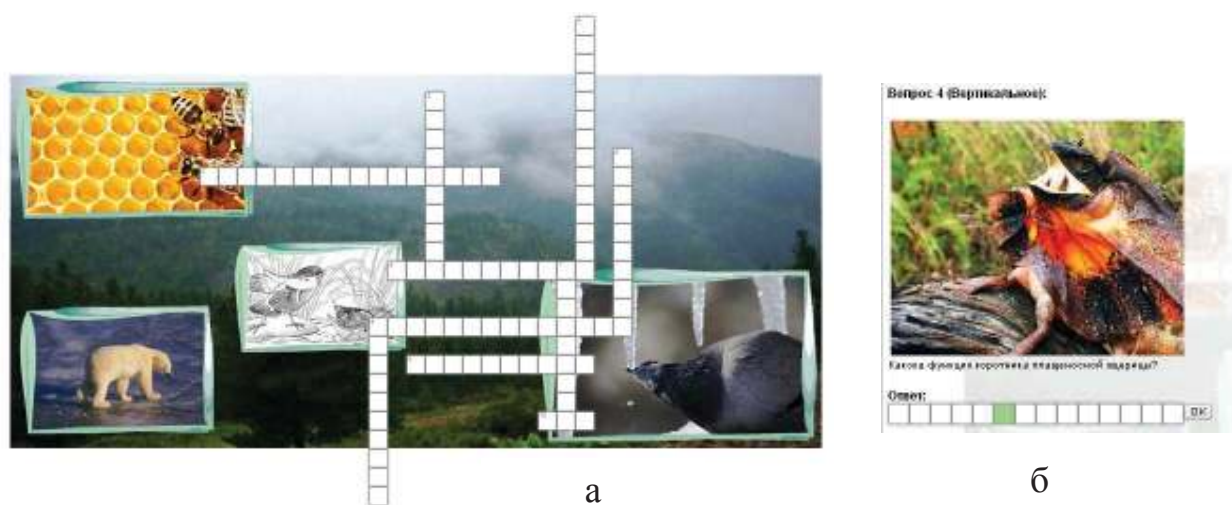 Вопрос 4 (Вертикальное):
Какова функция воротника плащеносной ящерицы?
Ответ:
OK
а
б